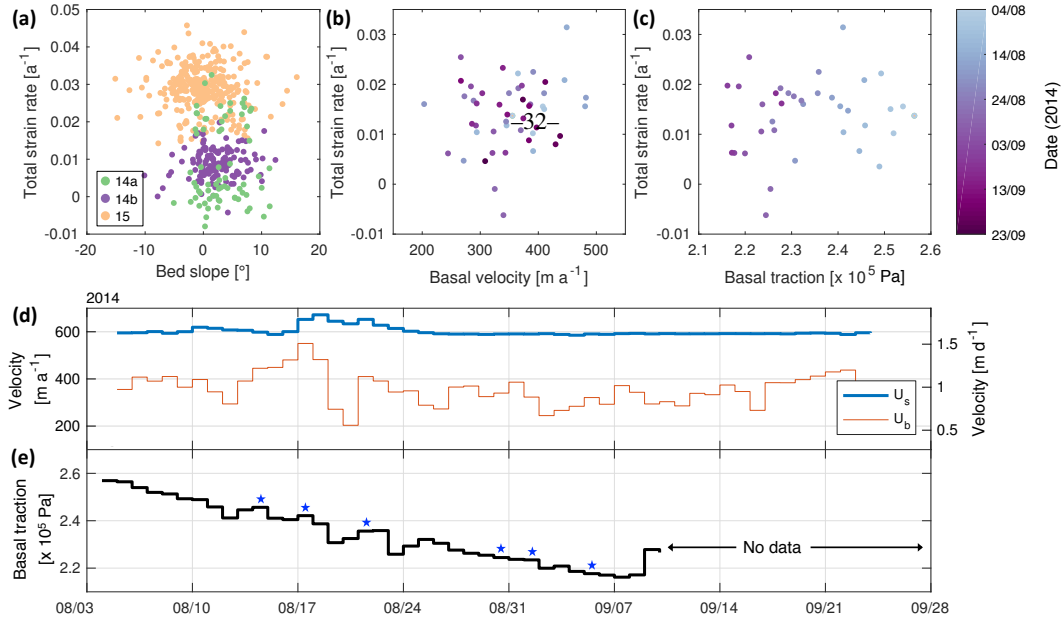 (a)
0.05
0.04
0.03
0.02
0.01
0
-0.01
Total strain rate [a⁻¹]
14a
14b
15
-20
-10
0
10
20
Bed slope [°]
(b)
0.03
0.02
0.01
0
-0.01
Total strain rate [a⁻¹]
–32–
200
300
400
500
Basal velocity [m a⁻¹]
(c)
0.03
0.02
0.01
0
-0.01
Total strain rate [a⁻¹]
2.1
2.2
2.3
2.4
2.5
2.6
Basal traction [x 10⁵ Pa]
04/08
14/08
24/08
03/09
13/09
23/09
Date (2014)
2014
(d)
600
400
200
Velocity
[m a⁻¹]
1.5
1
0.5
Velocity [m d⁻¹]
U_s
U_b
(e)
2.6
2.4
2.2
Basal traction
[x 10⁵ Pa]
No data
08/03
08/10
08/17
08/24
08/31
09/07
09/14
09/21
09/28